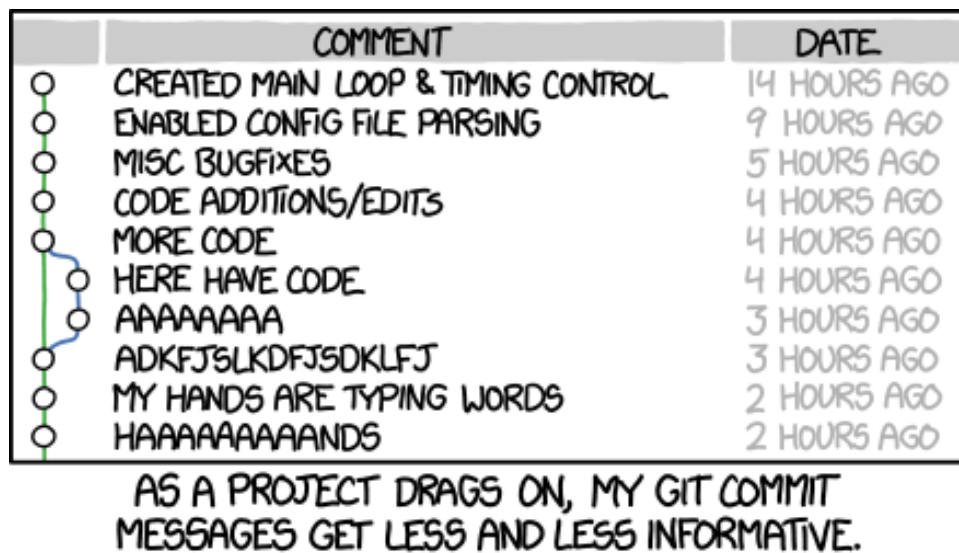 COMMENT DATE
CREATED MAIN LOOP & TIMING CONTROL 14 HOURS AGO
ENABLED CONFIG FILE PARSING 9 HOURS AGO
MISC BUGFIXES 5 HOURS AGO
CODE ADDITIONS/EDITS 4 HOURS AGO
MORE CODE 4 HOURS AGO
HERE HAVE CODE 4 HOURS AGO
AAAAAAAA 3 HOURS AGO
ADKFJSLKDFJSDKLFJ 3 HOURS AGO
MY HANDS ARE TYPING WORDS 2 HOURS AGO
HAAAAAAAAANDS 2 HOURS AGO
AS A PROJECT DRAGS ON, MY GIT COMMIT
MESSAGES GET LESS AND LESS INFORMATIVE.